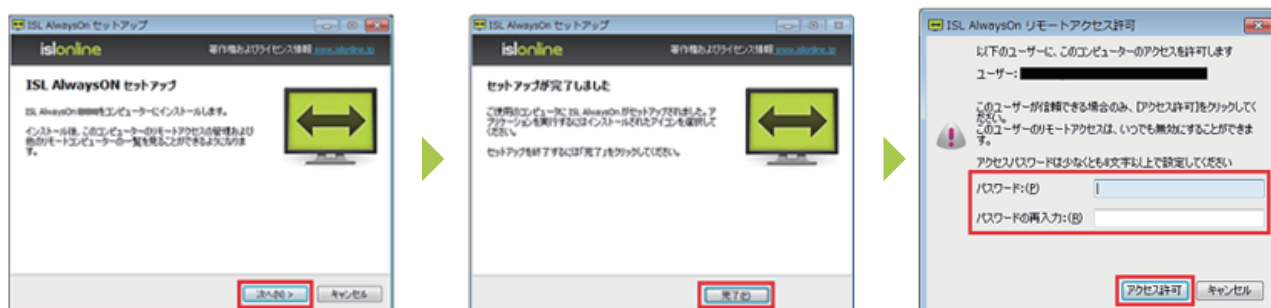 ISL AlwaysOn セットアップ
islonline
著作権およびライセンス情報 www.islonline.jp
ISL AlwaysON セットアップ
ISL AlwaysOn をコンピューターにインストールします。
インストール後、このコンピューターのリモートアクセスの管理および
他のリモートコンピューターの一覧を見ることができるようになりま
す。
次へ(N) >
キャンセル
ISL AlwaysOn セットアップ
islonline
著作権およびライセンス情報 www.islonline.jp
セットアップが完了しました
ご使用のコンピュータに ISL AlwaysOn がセットアップされました。ア
プリケーションを実行するにはインストールされたアイコンを選択して
ください。
セットアップを終了するには「完了」をクリックしてください。
完了(F)
ISL AlwaysOn リモートアクセス許可
以下のユーザーに、このコンピューターのアクセスを許可します
ユーザー:
このユーザーが信頼できる場合のみ、[アクセス許可]をクリックしてく
ださい。
このユーザーのリモートアクセスは、いつでも無効にすることができま
す。
アクセスパスワードは少なくとも8文字以上で設定してください
パスワード:(P)
パスワードの再入力:(R)
アクセス許可
キャンセル